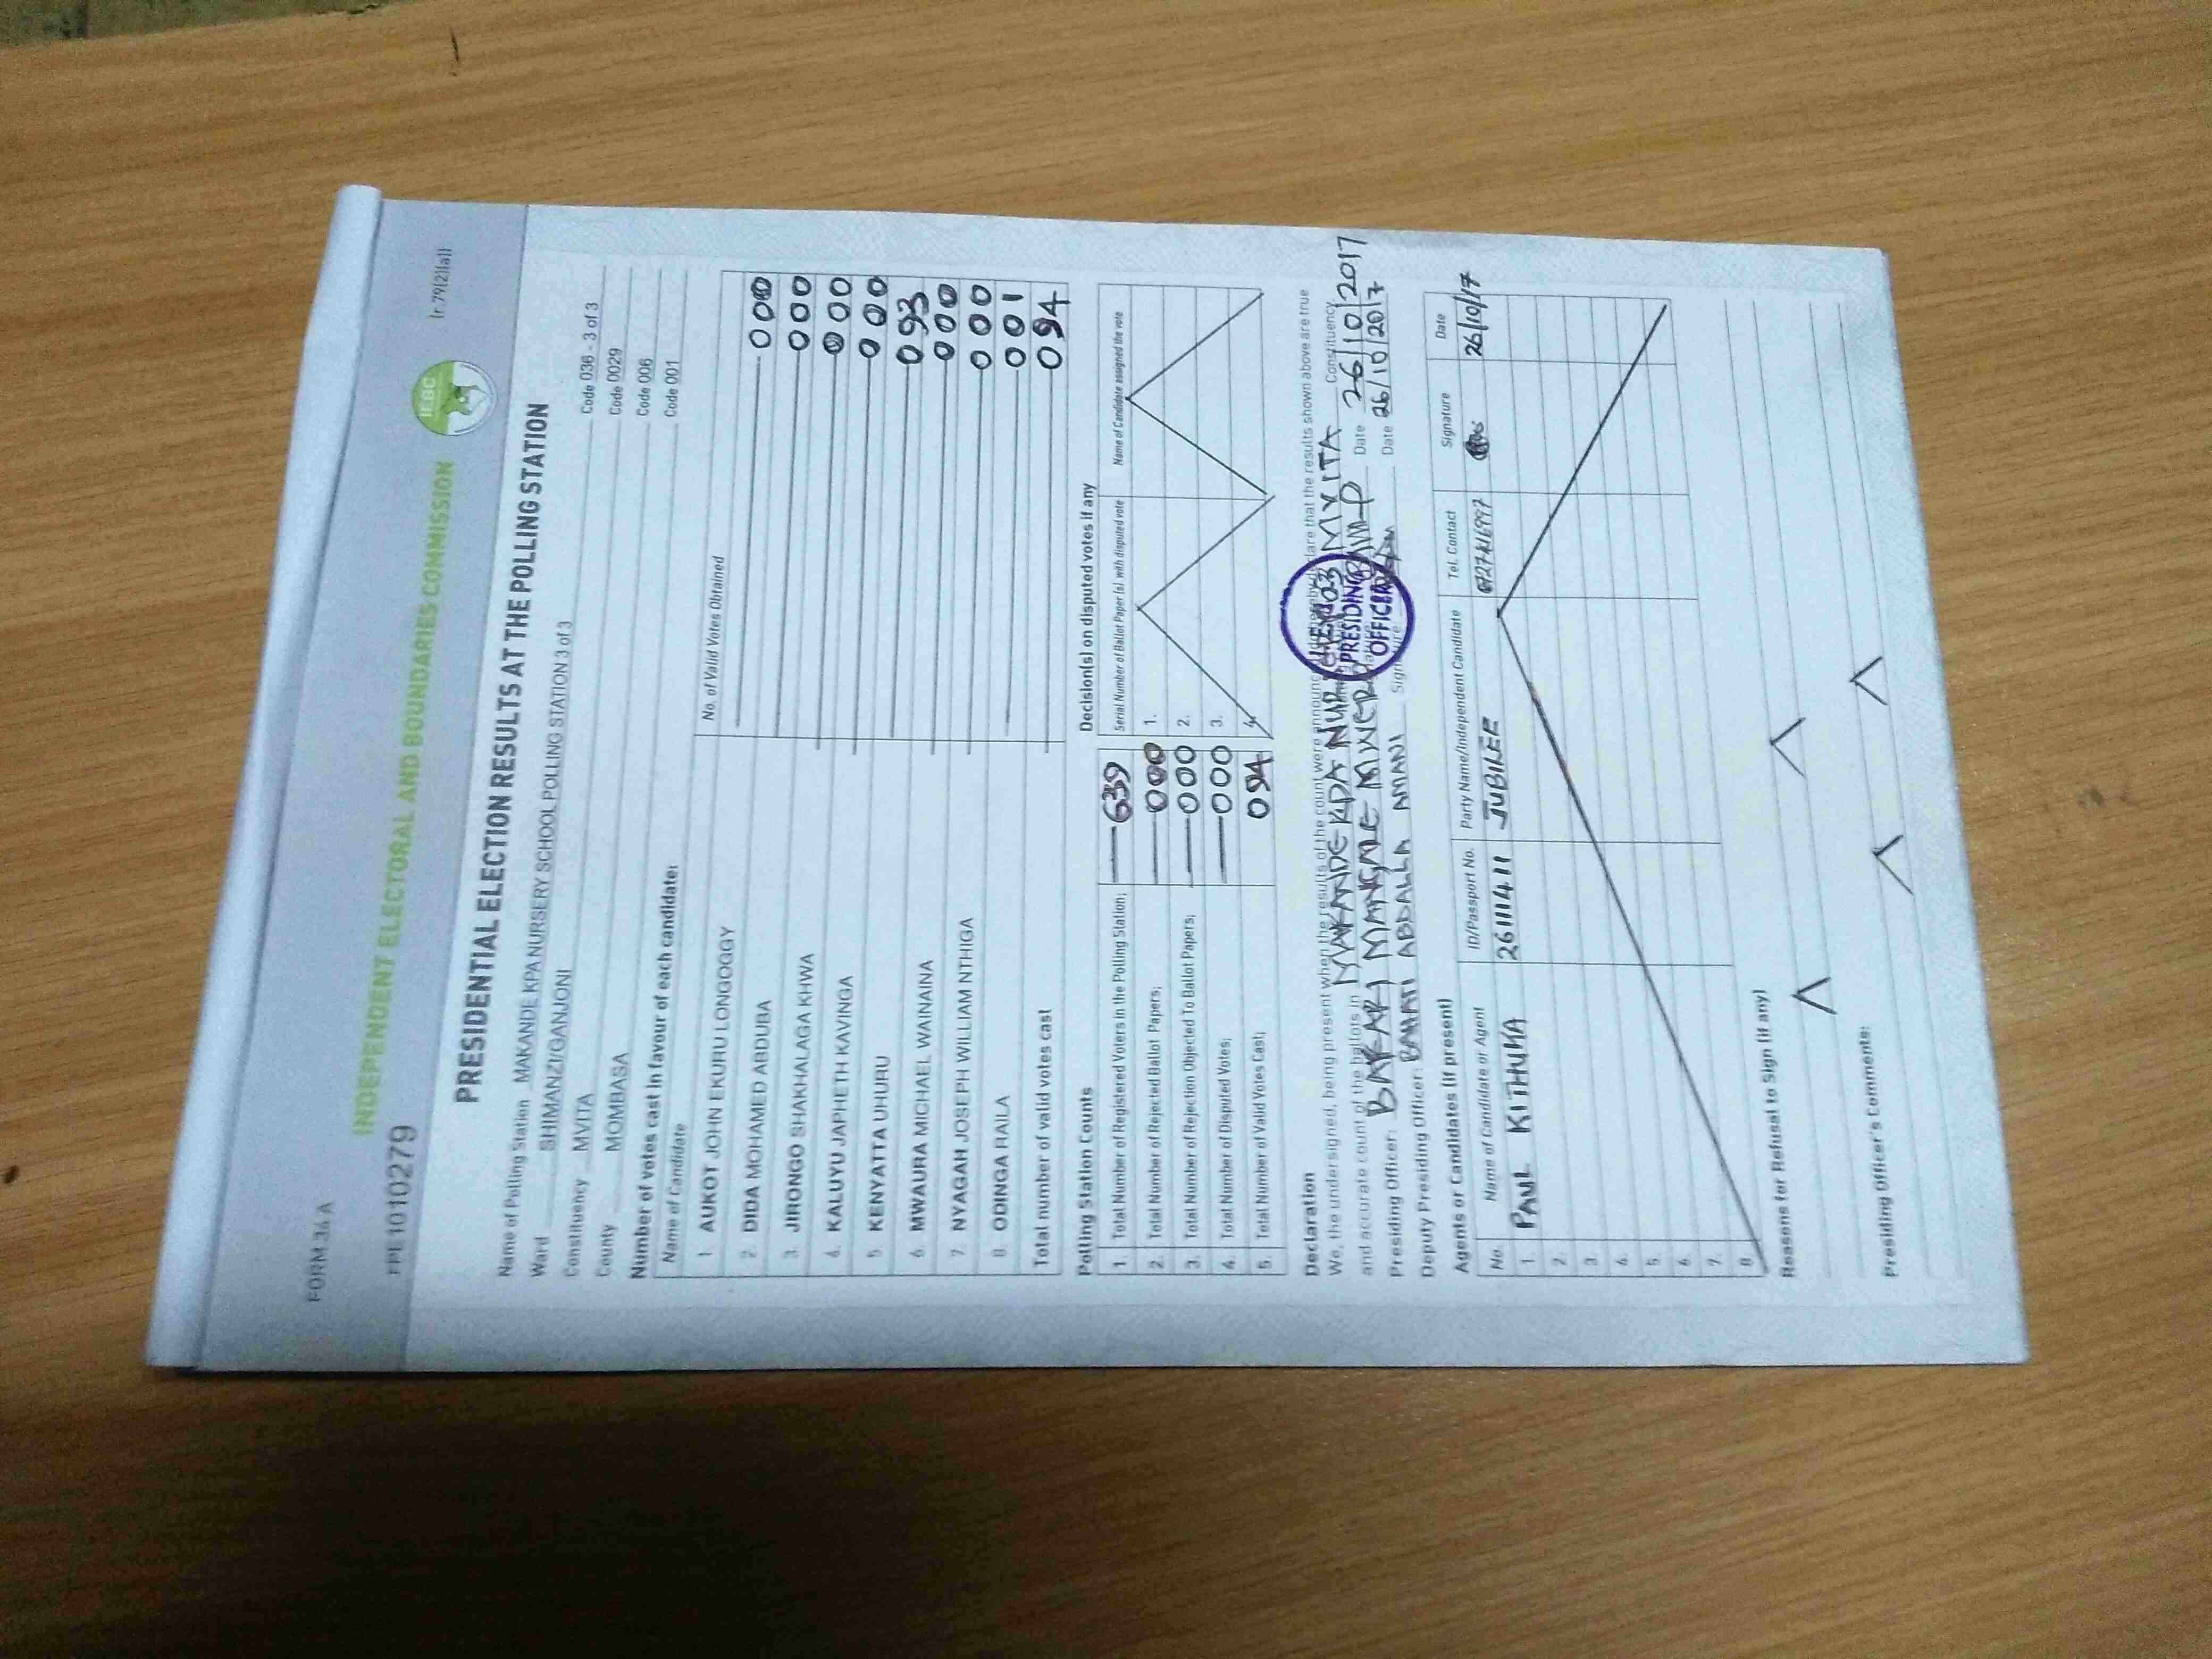 FORM 34 A
(r.79(2)(a))
IEBC
INDEPENDENT ELECTORAL AND BOUNDARIES COMMISSION
FPE1010279
PRESIDENTIAL ELECTION RESULTS AT THE POLLING STATION
Name of Polling Station MAKANDE KPA NURSERY SCHOOL POLLING STATION 3 of 3 Code 036 - 3 of 3
Ward SHIMANZI/GANJONI Code 0029
Constituency MVITA Code 006
County MOMBASA Code 001
Number of votes cast in favour of each candidate:
Name of Candidate No. of Valid Votes Obtained
1. AUKOT JOHN EKURU LONGOGGY 000
2. DIDA MOHAMED ABDUBA 000
3. JIRONGO SHAKHALAGA KHWA 000
4. KALUYU JAPHETH KAVINGA 000
5. KENYATTA UHURU 093
6. MWAURA MICHAEL WAINAINA 000
7. NYAGAH JOSEPH WILLIAM NTHIGA 000
8. ODINGA RAILA 001
Total number of valid votes cast 094
Polling Station Counts
1. Total Number of Registered Voters in the Polling Station; 639
2. Total Number of Rejected Ballot Papers; 000
3. Total Number of Rejection Objected To Ballot Papers; 000
4. Total Number of Disputed Votes; 000
5. Total Number of Valid Votes Cast; 094
Decision(s) on disputed votes if any
Serial Number of Ballot Paper (s) with disputed vote Name of Candidate assigned the vote
1.
2.
3.
4.
Declaration
We, the undersigned, being present when the results of the count were announced, do hereby declare that the results shown above are true
and accurate count of the ballots in MAKANDE KPA NUR MVITA Constituency
Presiding Officer: BAKARI Date 26/10/2017
Deputy Presiding Officer: ABDALLA AMANI Signature Date 26/10/2017
PRESIDING
OFFICER
Agents or Candidates (if present)
No. Name of Candidate or Agent ID/Passport No. Party Name/Independent Candidate Tel. Contact Signature Date
1. PAUL KITHUKA 26111411 JUBILEE 26/10/17
2.
3.
4.
5.
6.
7.
8.
Reasons for Refusal to Sign (if any)
Presiding Officer's Comments: